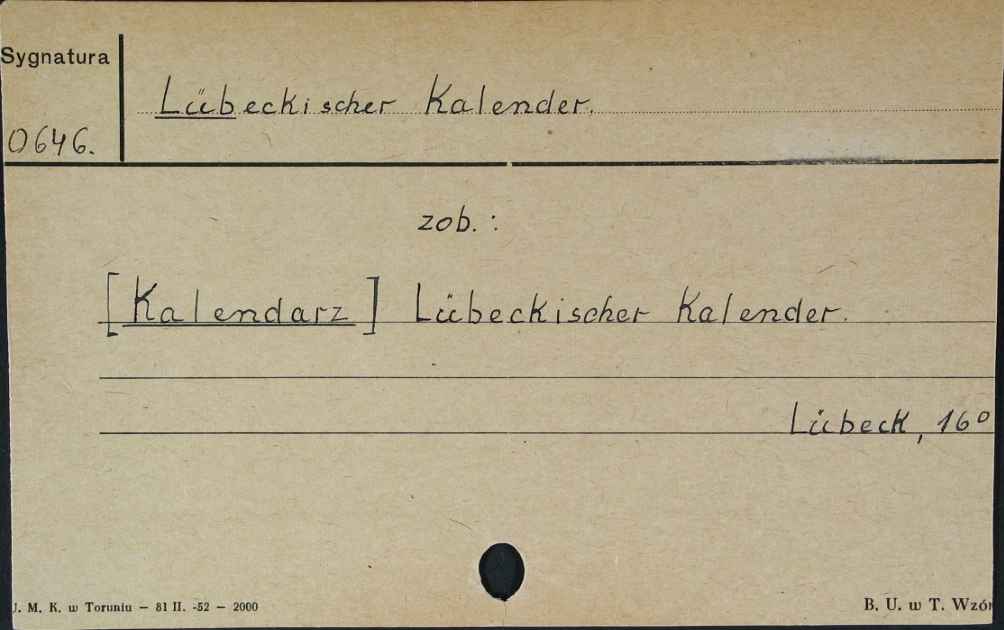 Sygnatura
Lübeckischer Kalender.
0646.
zob.:
[Kalendarz] Lübeckischer Kalender.
Lübeck, 16°
J. M. K. w Toruniu — 81 II. -52 — 2000
B. U. w T. Wzór